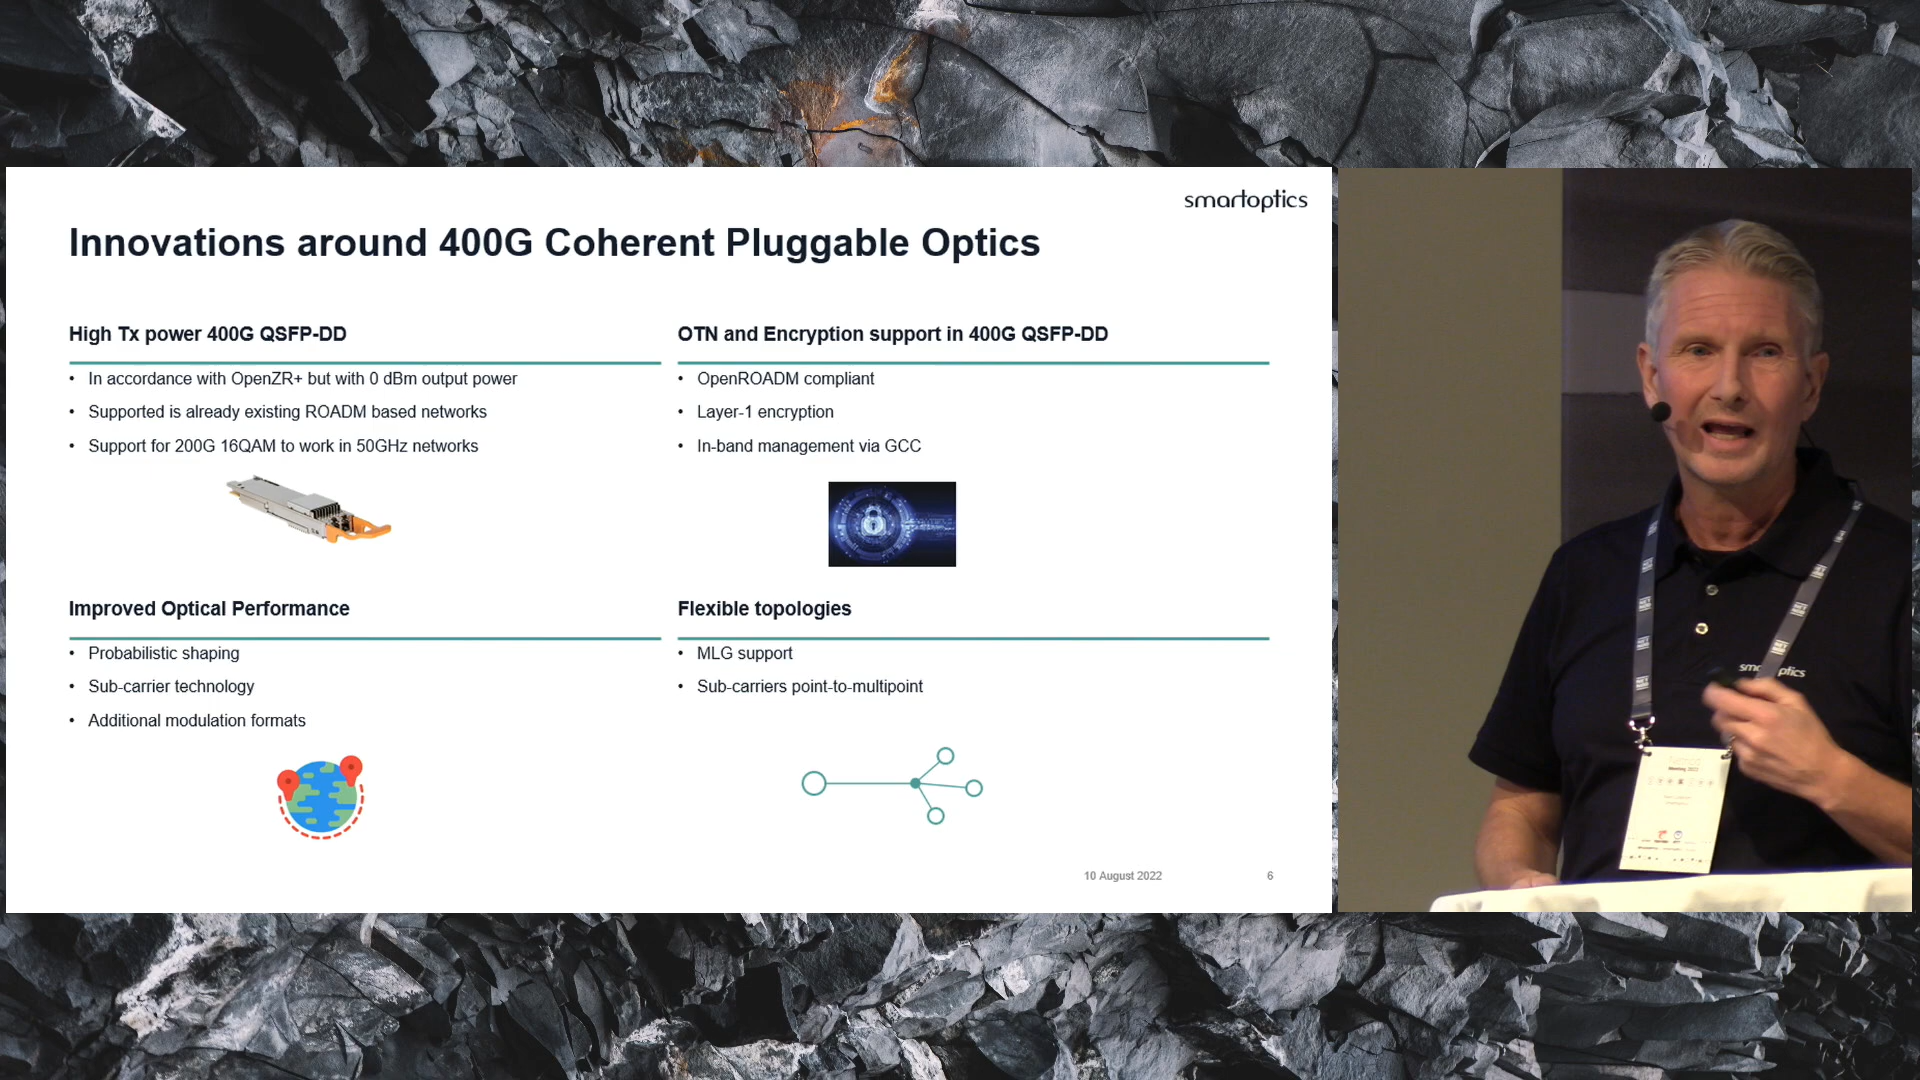 smartoptics
Innovations around 400G Coherent Pluggable Optics
High Tx power 400G QSFP-DD
• In accordance with OpenZR+ but with 0 dBm output power
• Supported is already existing ROADM based networks
• Support for 200G 16QAM to work in 50GHz networks
OTN and Encryption support in 400G QSFP-DD
• OpenROADM compliant
• Layer-1 encryption
• In-band management via GCC
Improved Optical Performance
• Probabilistic shaping
• Sub-carrier technology
• Additional modulation formats
Flexible topologies
• MLG support
• Sub-carriers point-to-multipoint
10 August 2022
6